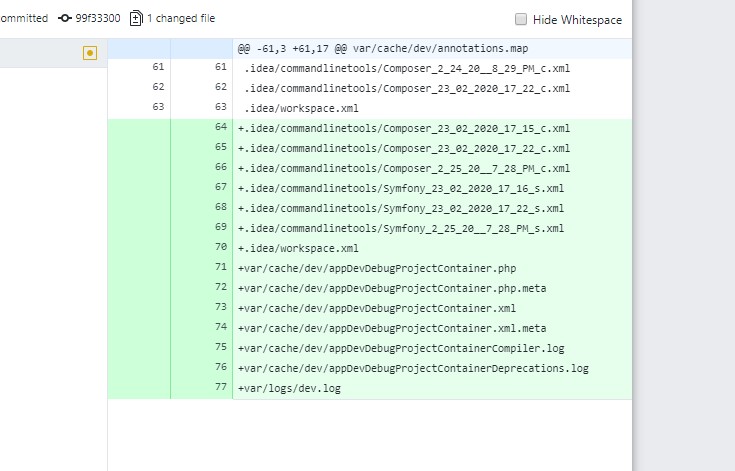 ommitted 99f33300 1 changed file Hide Whitespace
@@ -61,3 +61,17 @@ var/cache/dev/annotations.map
61 61 .idea/commandlinetools/Composer_2_24_20__8_29_PM_c.xml
62 62 .idea/commandlinetools/Composer_23_02_2020_17_22_c.xml
63 63 .idea/workspace.xml
64 +.idea/commandlinetools/Composer_23_02_2020_17_15_c.xml
65 +.idea/commandlinetools/Composer_23_02_2020_17_22_c.xml
66 +.idea/commandlinetools/Composer_2_25_20__7_28_PM_c.xml
67 +.idea/commandlinetools/Symfony_23_02_2020_17_16_s.xml
68 +.idea/commandlinetools/Symfony_23_02_2020_17_22_s.xml
69 +.idea/commandlinetools/Symfony_2_25_20__7_28_PM_s.xml
70 +.idea/workspace.xml
71 +var/cache/dev/appDevDebugProjectContainer.php
72 +var/cache/dev/appDevDebugProjectContainer.php.meta
73 +var/cache/dev/appDevDebugProjectContainer.xml
74 +var/cache/dev/appDevDebugProjectContainer.xml.meta
75 +var/cache/dev/appDevDebugProjectContainerCompiler.log
76 +var/cache/dev/appDevDebugProjectContainerDeprecations.log
77 +var/logs/dev.log